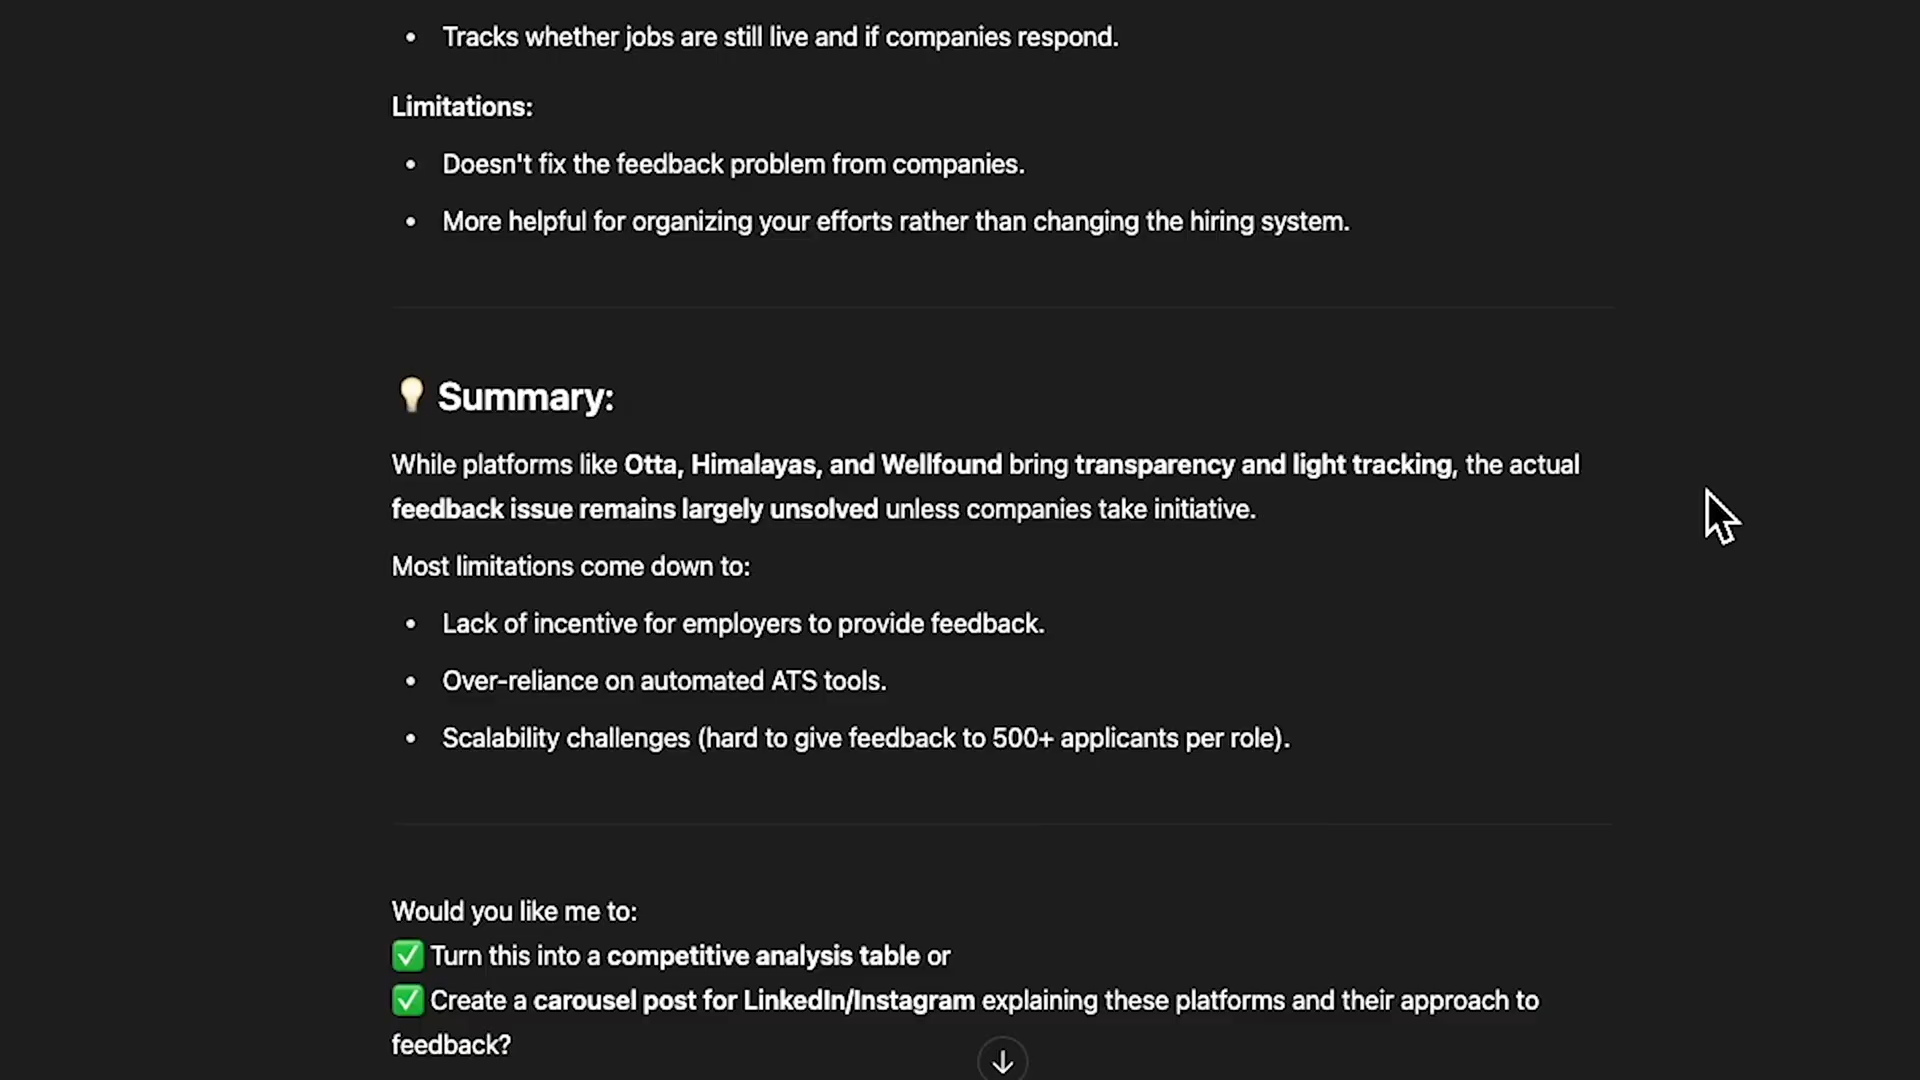 • Tracks whether jobs are still live and if companies respond.
Limitations:
• Doesn't fix the feedback problem from companies.
• More helpful for organizing your efforts rather than changing the hiring system.
💡 Summary:
While platforms like Otta, Himalayas, and Wellfound bring transparency and light tracking, the actual
feedback issue remains largely unsolved unless companies take initiative.
Most limitations come down to:
• Lack of incentive for employers to provide feedback.
• Over-reliance on automated ATS tools.
• Scalability challenges (hard to give feedback to 500+ applicants per role).
Would you like me to:
✅ Turn this into a competitive analysis table or
✅ Create a carousel post for LinkedIn/Instagram explaining these platforms and their approach to
feedback?